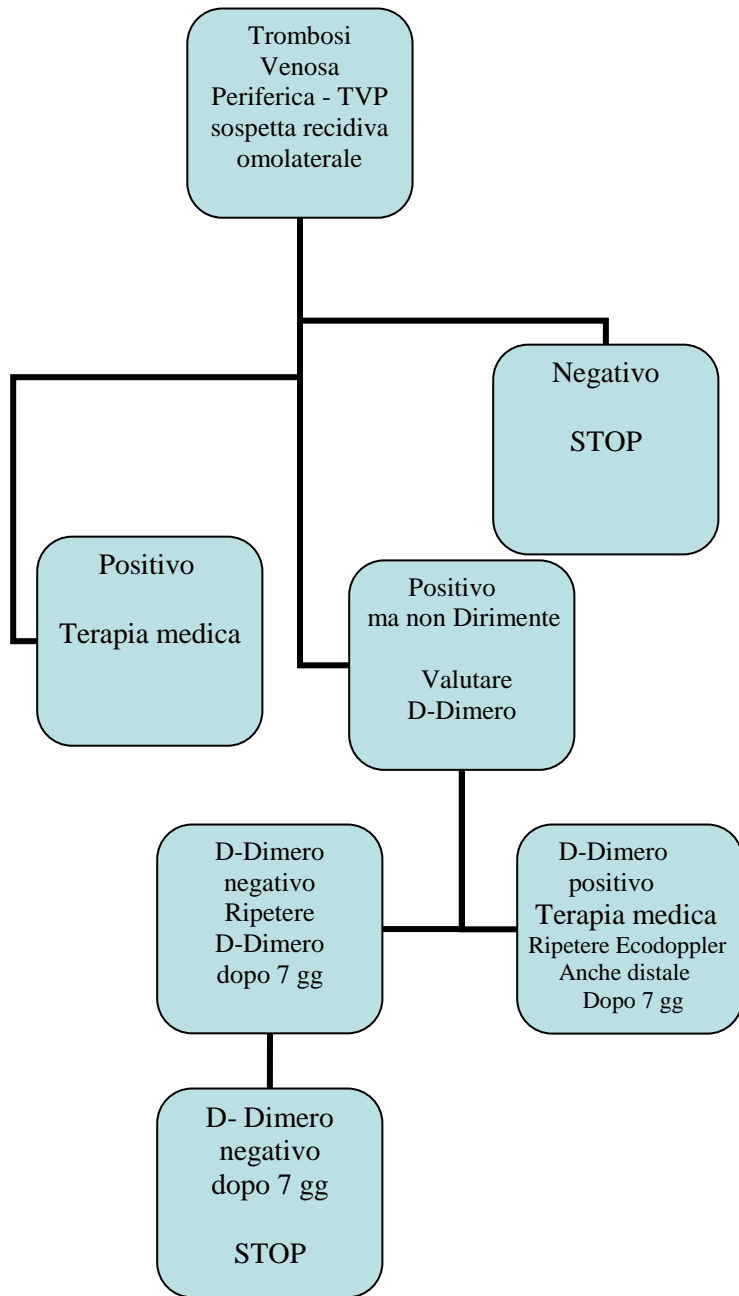 Trombosi
Venosa
Periferica - TVP
sospetta recidiva
omolaterale
Negativo
STOP
Positivo
Terapia medica
Positivo
ma non Dirimente
Valutare
D-Dimero
D-Dimero
negativo
Ripetere
D-Dimero
dopo 7 gg
D-Dimero
positivo
Terapia medica
Ripetere Ecodoppler
Anche distale
Dopo 7 gg
D- Dimero
negativo
dopo 7 gg
STOP